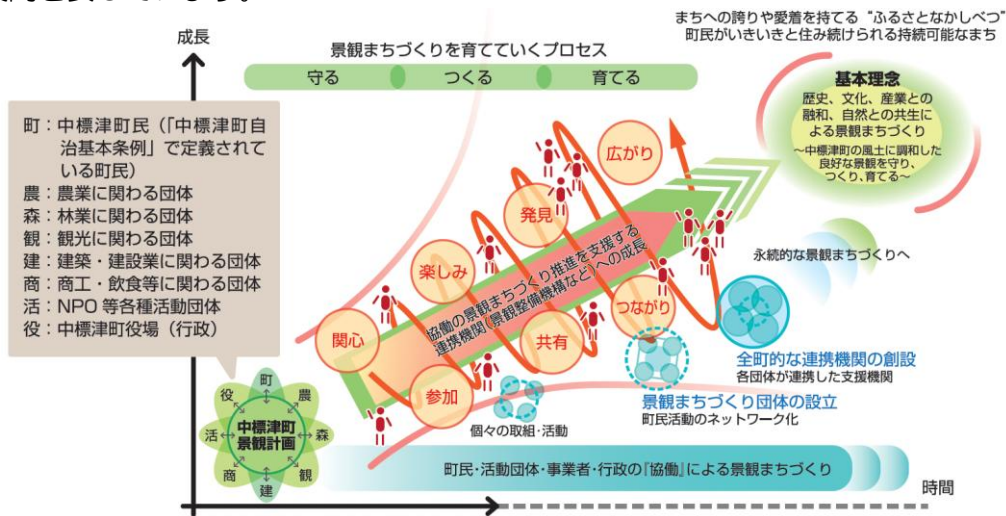 まちへの誇りや愛着を持てる “ふるさとなかしべつ”
町民がいきいきと住み続けられる持続可能なまち
成長
景観まちづくりを育てていくプロセス
守る
つくる
育てる
基本理念
歴史、文化、産業との
融和、自然との共生に
よる景観まちづくり
～中標津町の風土に調和した
良好な景観を守り、
つくり、育てる～
町：中標津町民（「中標津町自
治基本条例」で定義されて
いる町民）
農：農業に関わる団体
森：林業に関わる団体
観：観光に関わる団体
建：建築・建設業に関わる団体
商：商工・飲食等に関わる団体
活：NPO 等各種活動団体
役：中標津町役場（行政）
広がり
発見
楽しみ
関心
つながり
共有
参加
協働の景観まちづくり推進を支援する
連携機関（景観整備機構など）への成長
永続的な景観まちづくりへ
全町的な連携機関の創設
各団体が連携した支援機関
景観まちづくり団体の設立
町民活動のネットワーク化
個々の取組・活動
町
農
森
観
建
商
活
役
中標津町
景観計画
町民・活動団体・事業者・行政の『協働』による景観まちづくり
時間